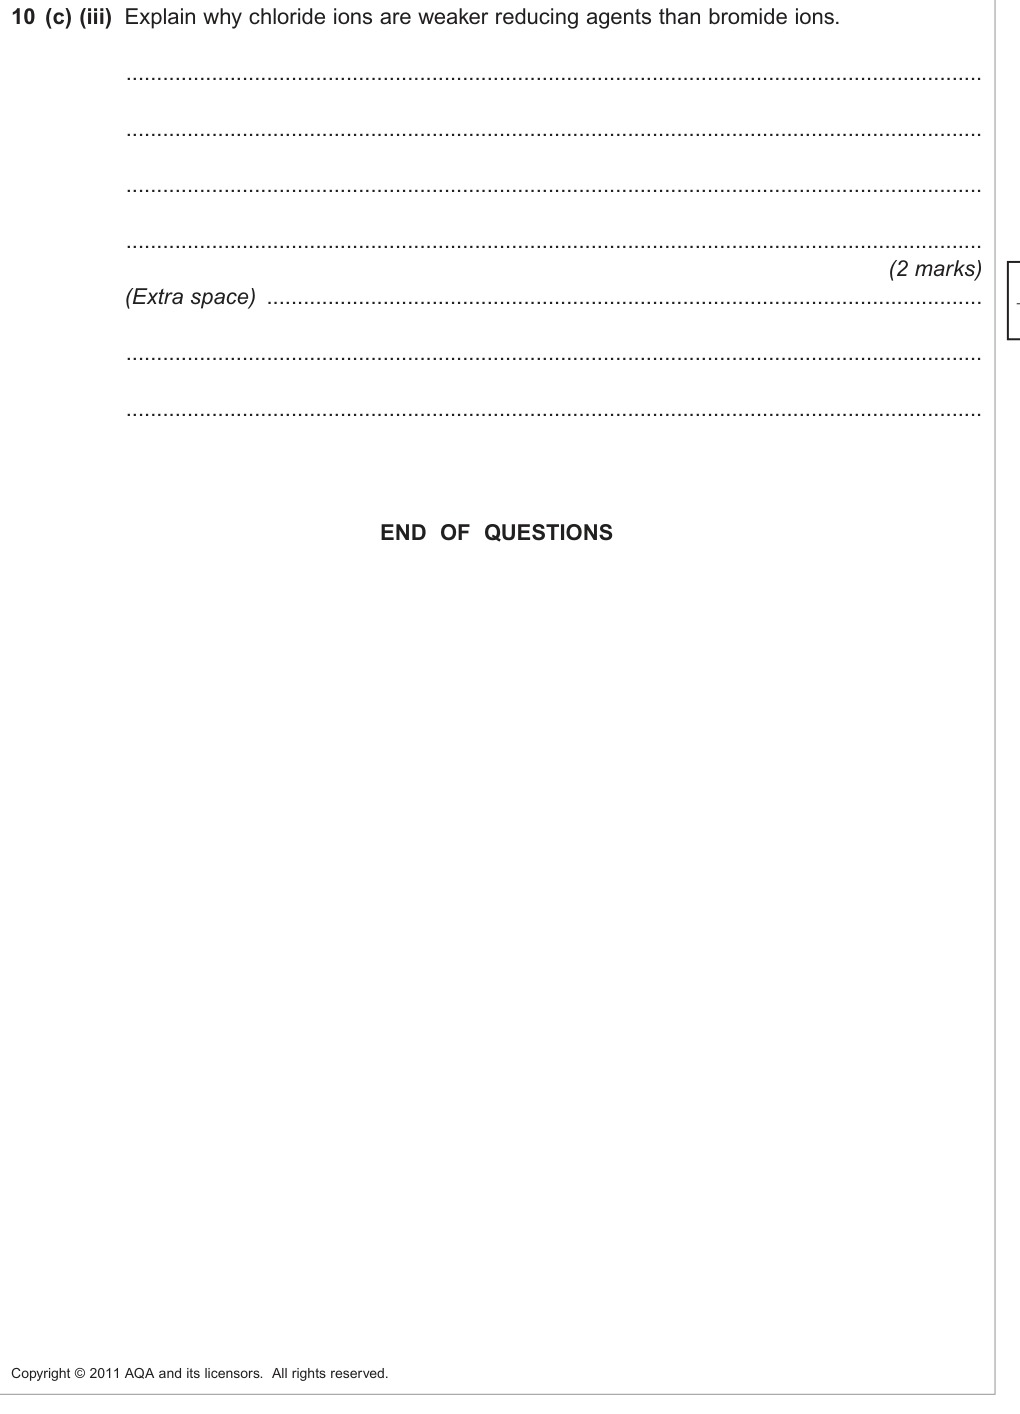 10 (c) (iii) Explain why chloride ions are weaker reducing agents than bromide ions.
(2 marks)
(Extra space)
END OF QUESTIONS
Copyright © 2011 AQA and its licensors. All rights reserved.